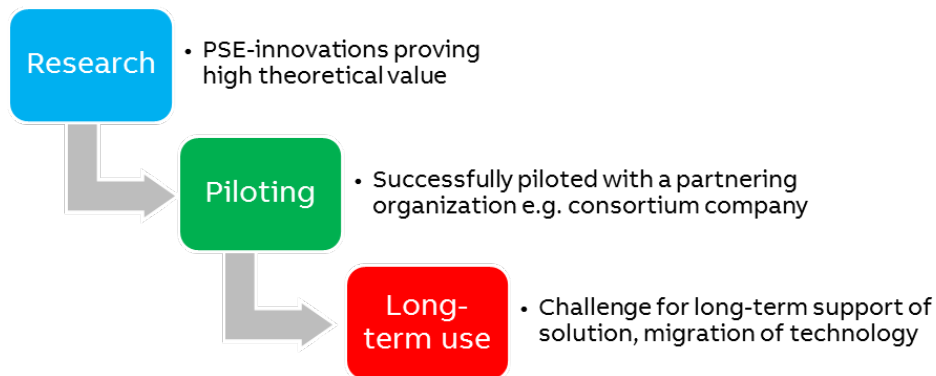 Research
• PSE-innovations proving
high theoretical value
Piloting
• Successfully piloted with a partnering
organization e.g. consortium company
Long-
term use
• Challenge for long-term support of
solution, migration of technology